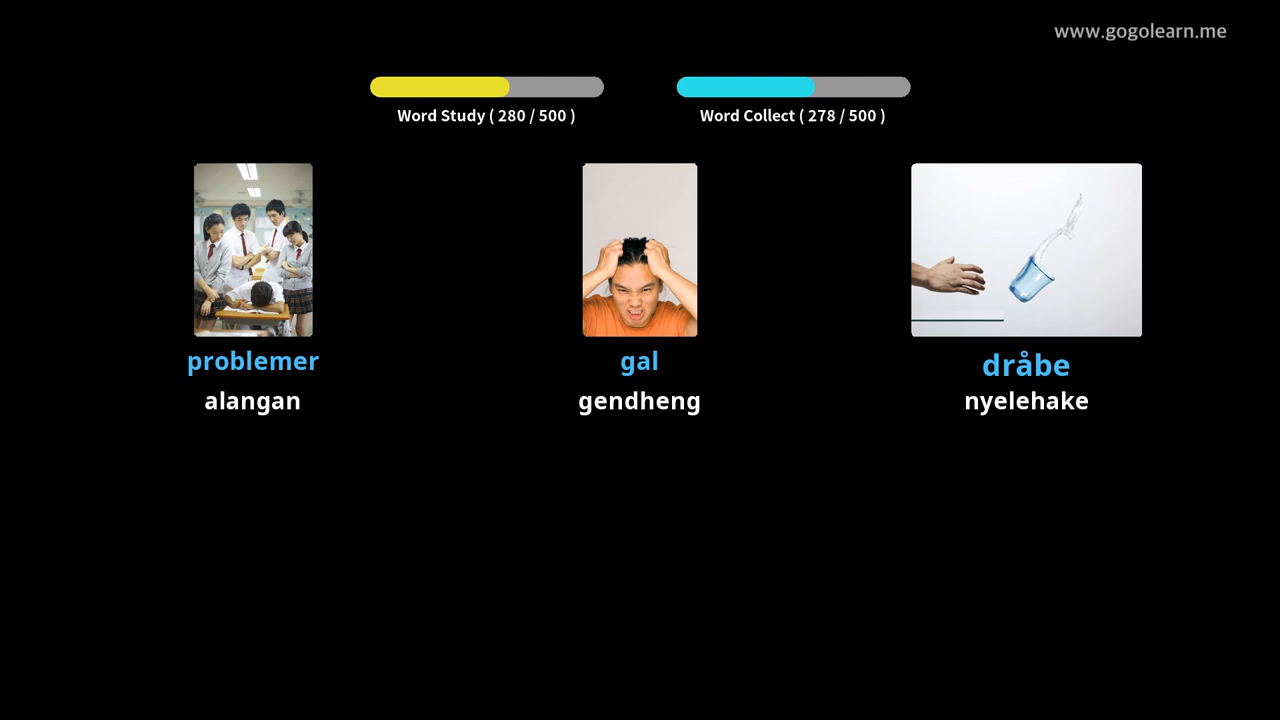 www.gogolearn.me
Word Study ( 280 / 500 )
Word Collect ( 278 / 500 )
problemer
alangan
gal
gendheng
dråbe
nyelehake